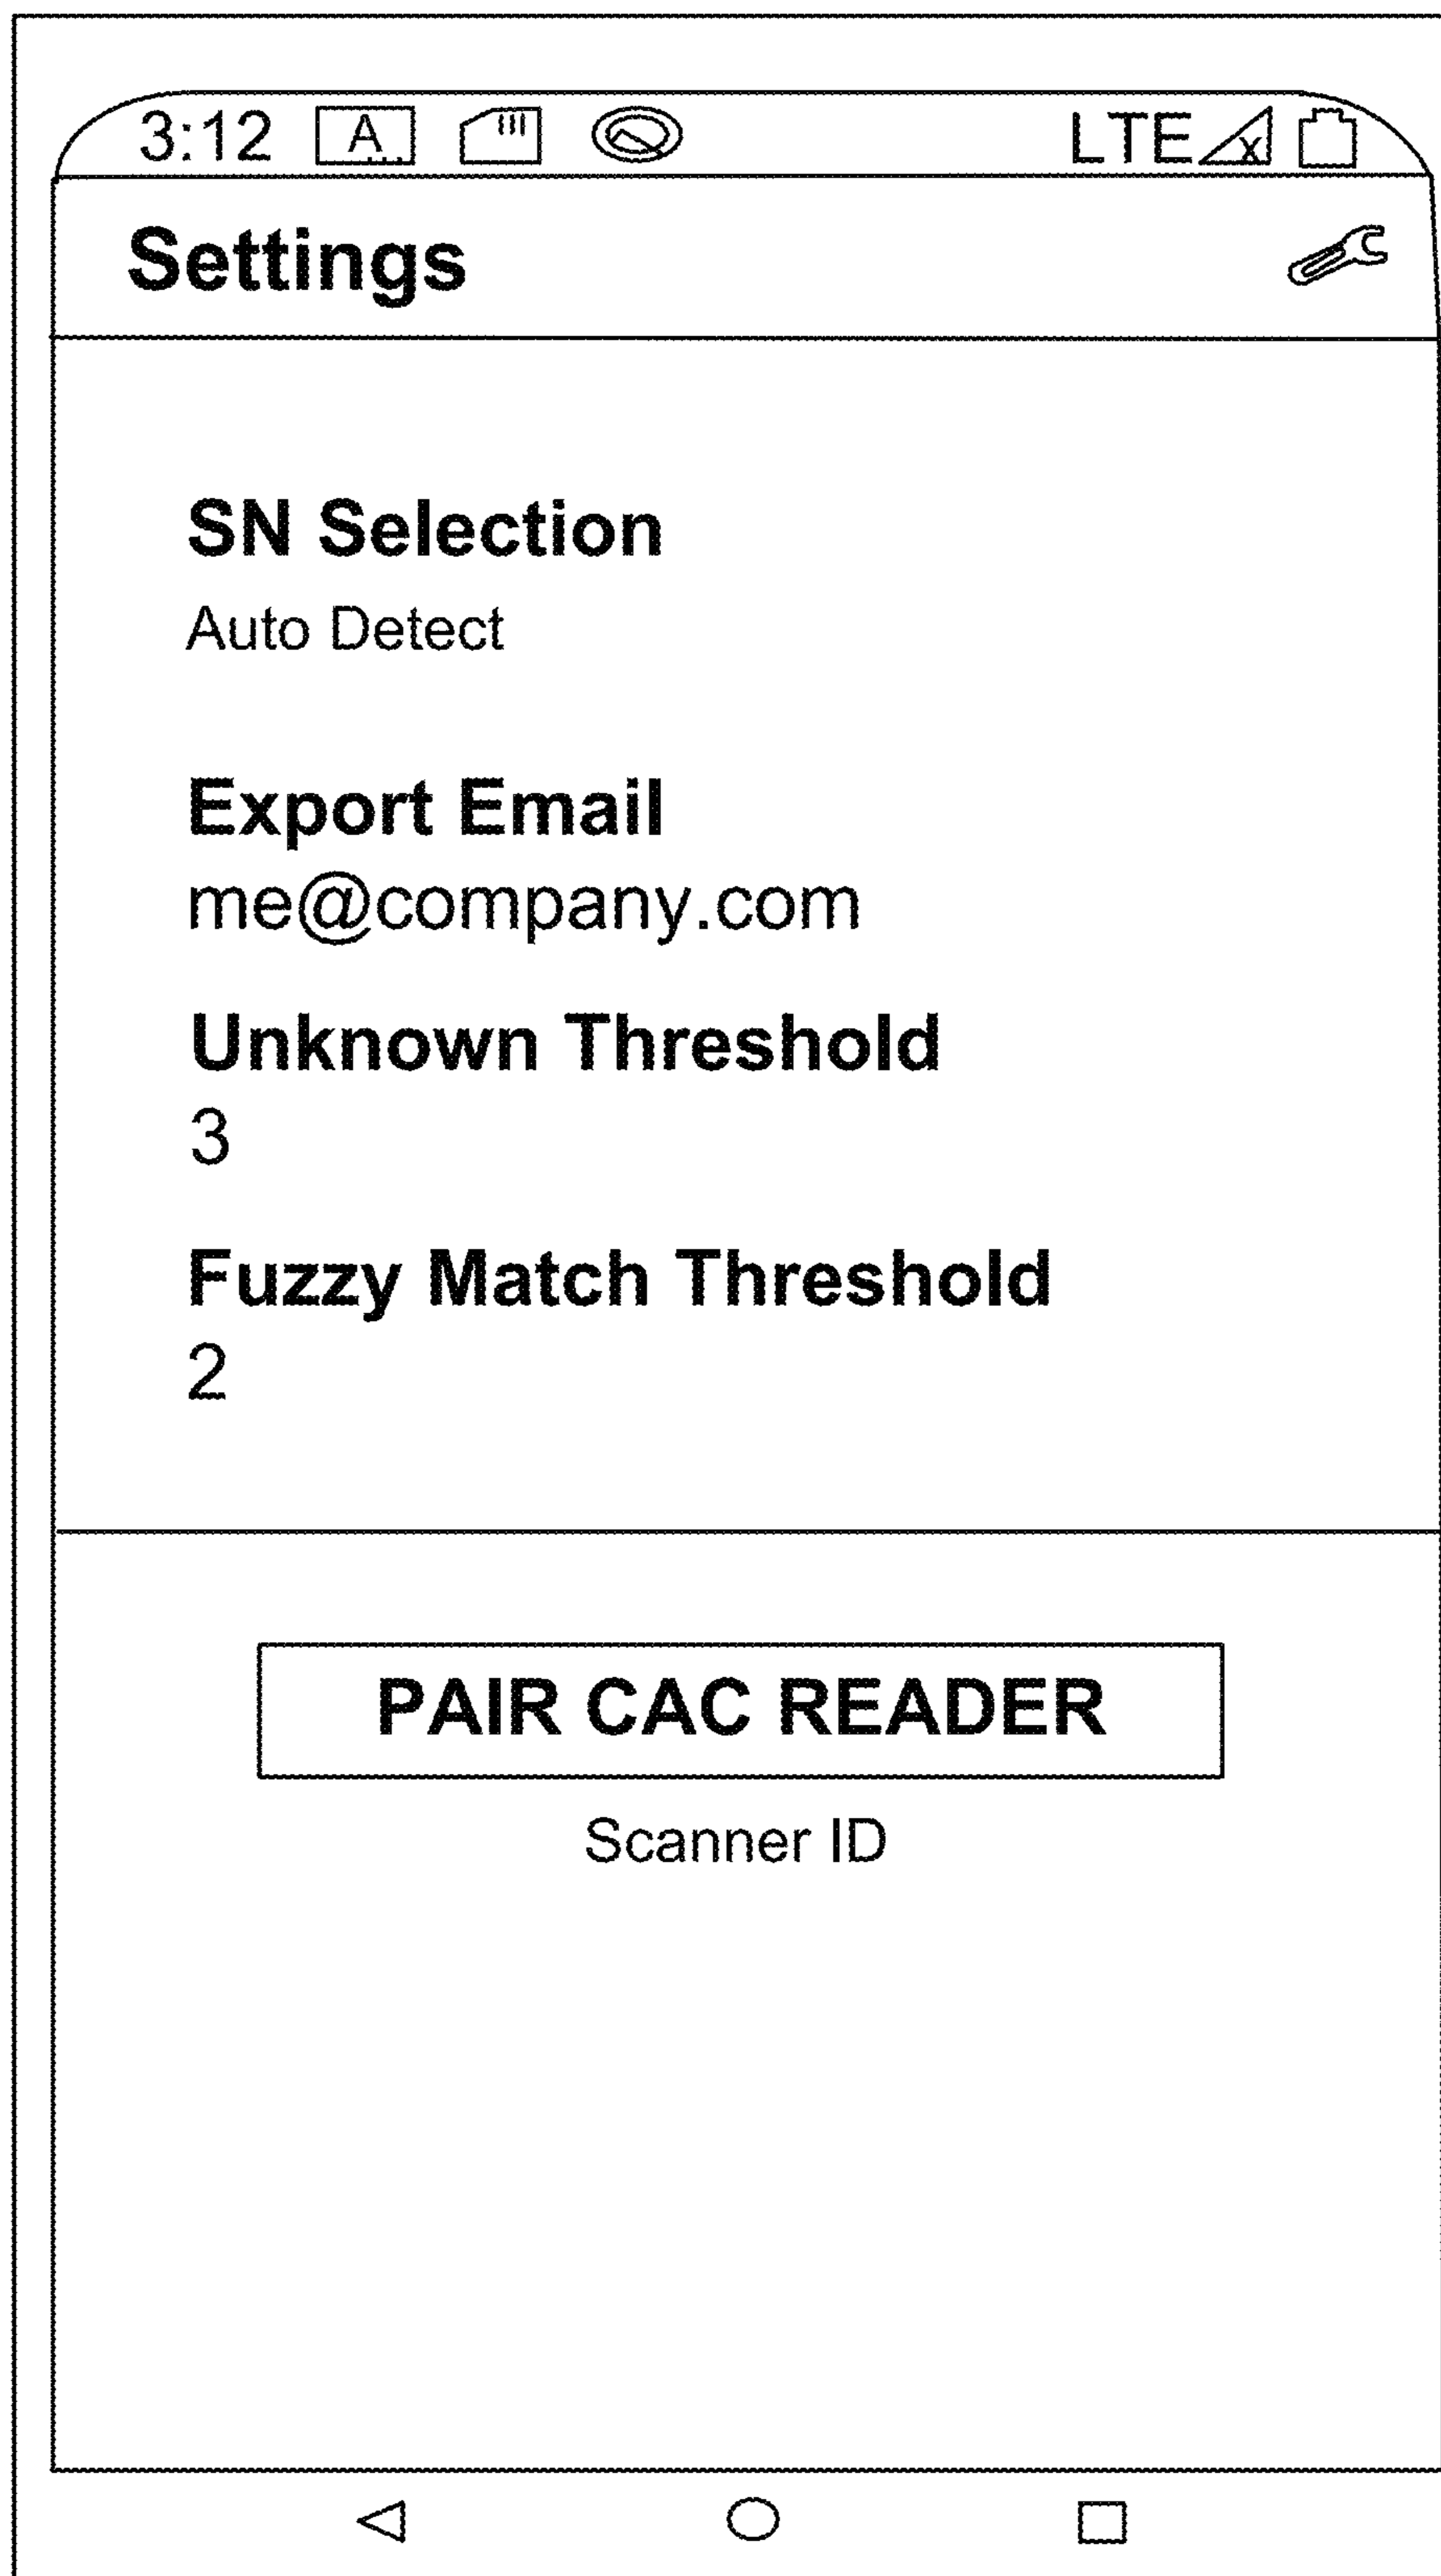 3:12 A LTE x
Settings
SN Selection
Auto Detect
Export Email
me@company.com
Unknown Threshold
3
Fuzzy Match Threshold
2
PAIR CAC READER
Scanner ID